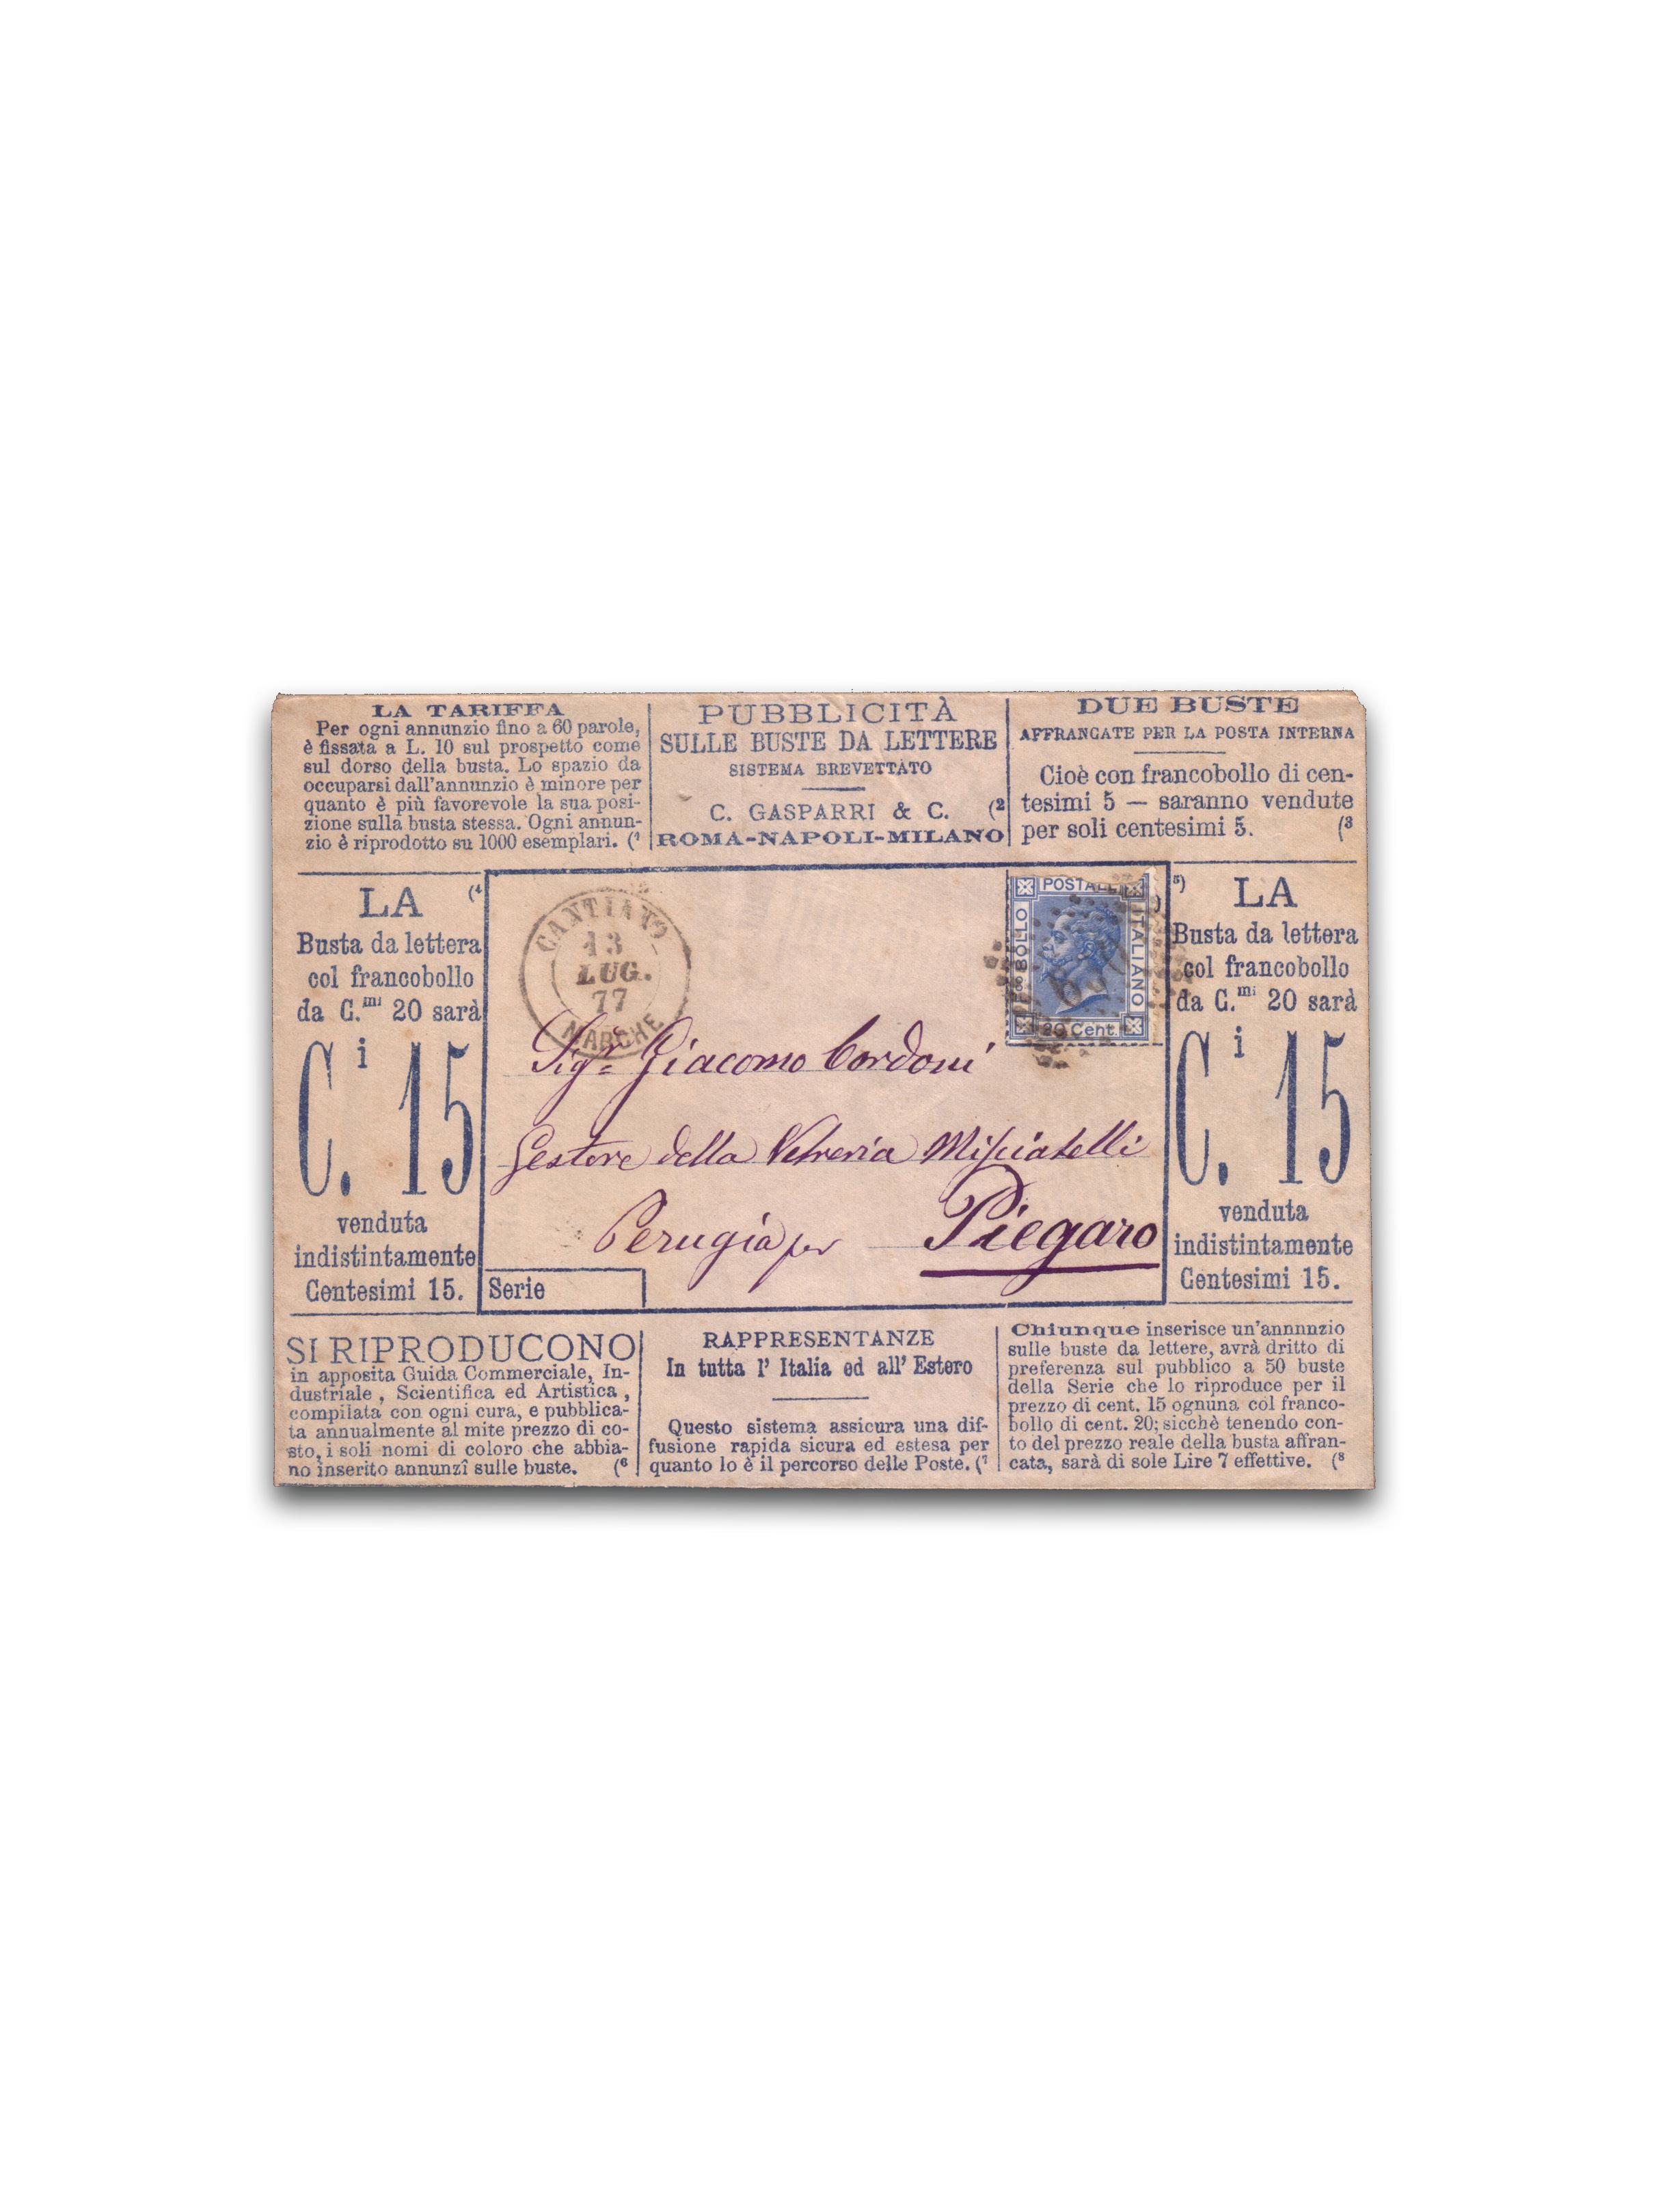 LA TARIFFA
Per ogni annunzio fino a 60 parole,
è fissata a L. 10 sul prospetto come
sul dorso della busta. Lo spazio da
occuparsi dall'annunzio è minore per
quanto è più favorevole la sua posi-
zione sulla busta stessa. Ogni annun-
zio è riprodotto su 1000 esemplari. (1
PUBBLICITÀ
SULLE BUSTE DA LETTERE
SISTEMA BREVETTATO
C. GASPARRI & C. (2
ROMA-NAPOLI-MILANO
DUE BUSTE
AFFRANCATE PER LA POSTA INTERNA
Cioè con francobollo di cen-
tesimi 5 — saranno vendute
per soli centesimi 5. (3
LA (4
Busta da lettera
col francobollo
da C.mi 20 sarà
C.i 15
venduta
indistintamente
Centesimi 15.
CANTIANO
13
LUG.
77
MARCHE
POSTALE
BOLLO
ITALIANO
20 Cent.
Sigr Giacomo Cordoni
Gestore della Vetreria Misciatelli
Perugia per Piegaro
Serie
5) LA
Busta da lettera
col francobollo
da C.mi 20 sarà
C.i 15
venduta
indistintamente
Centesimi 15.
SI RIPRODUCONO
in apposita Guida Commerciale, In-
dustriale, Scientifica ed Artistica,
compilata con ogni cura, e pubblica-
ta annualmente al mite prezzo di co-
sto, i soli nomi di coloro che abbia-
no inserito annunzî sulle buste. (6
RAPPRESENTANZE
In tutta l' Italia ed all' Estero
Questo sistema assicura una dif-
fusione rapida sicura ed estesa per
quanto lo è il percorso delle Poste. (7
Chiunque inserisce un'annnnzio
sulle buste da lettere, avrà dritto di
preferenza sul pubblico a 50 buste
della Serie che lo riproduce per il
prezzo di cent. 15 ognuna col franco-
bollo di cent. 20; sicchè tenendo con-
to del prezzo reale della busta affran-
cata, sarà di sole Lire 7 effettive. (8